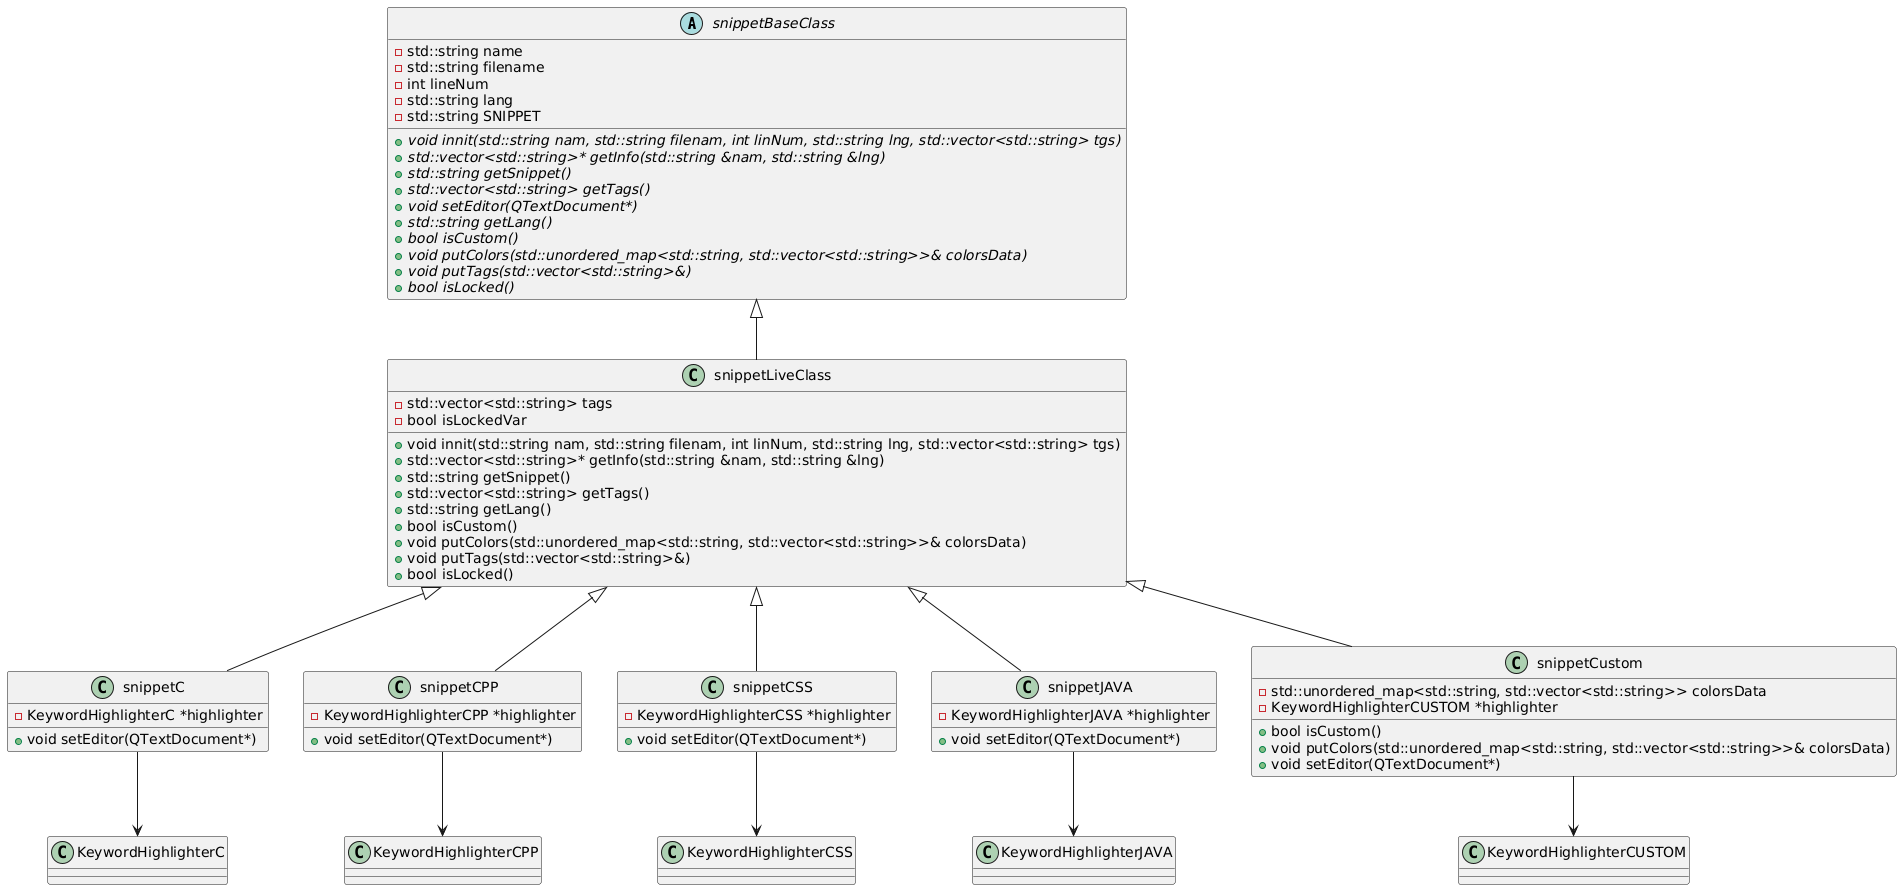 A snippetBaseClass
std::string name
std::string filename
int lineNum
std::string lang
std::string SNIPPET
void innit(std::string nam, std::string filenam, int linNum, std::string lng, std::vector<std::string> tgs)
std::vector<std::string>* getInfo(std::string &nam, std::string &lng)
std::string getSnippet()
std::vector<std::string> getTags()
void setEditor(QTextDocument*)
std::string getLang()
bool isCustom()
void putColors(std::unordered_map<std::string, std::vector<std::string>>& colorsData)
void putTags(std::vector<std::string>&)
bool isLocked()
C snippetLiveClass
std::vector<std::string> tags
bool isLockedVar
void innit(std::string nam, std::string filenam, int linNum, std::string lng, std::vector<std::string> tgs)
std::vector<std::string>* getInfo(std::string &nam, std::string &lng)
std::string getSnippet()
std::vector<std::string> getTags()
std::string getLang()
bool isCustom()
void putColors(std::unordered_map<std::string, std::vector<std::string>>& colorsData)
void putTags(std::vector<std::string>&)
bool isLocked()
C snippetC
KeywordHighlighterC *highlighter
void setEditor(QTextDocument*)
C snippetCPP
KeywordHighlighterCPP *highlighter
void setEditor(QTextDocument*)
C snippetCSS
KeywordHighlighterCSS *highlighter
void setEditor(QTextDocument*)
C snippetJAVA
KeywordHighlighterJAVA *highlighter
void setEditor(QTextDocument*)
C snippetCustom
std::unordered_map<std::string, std::vector<std::string>> colorsData
KeywordHighlighterCUSTOM *highlighter
bool isCustom()
void putColors(std::unordered_map<std::string, std::vector<std::string>>& colorsData)
void setEditor(QTextDocument*)
C KeywordHighlighterC
C KeywordHighlighterCPP
C KeywordHighlighterCSS
C KeywordHighlighterJAVA
C KeywordHighlighterCUSTOM